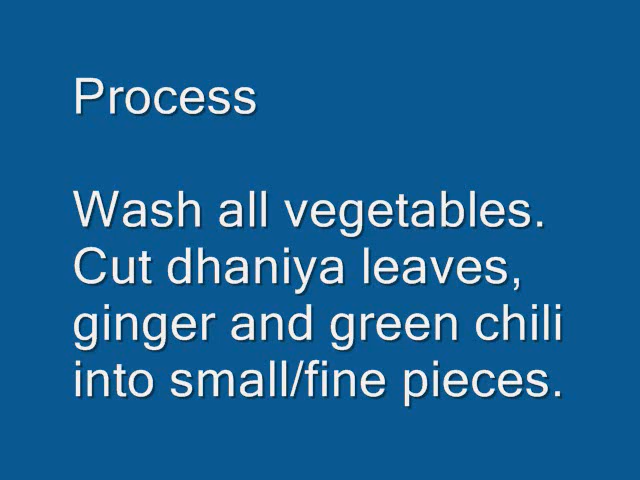 Process
Wash all vegetables.
Cut dhaniya leaves,
ginger and green chili
into small/fine pieces.